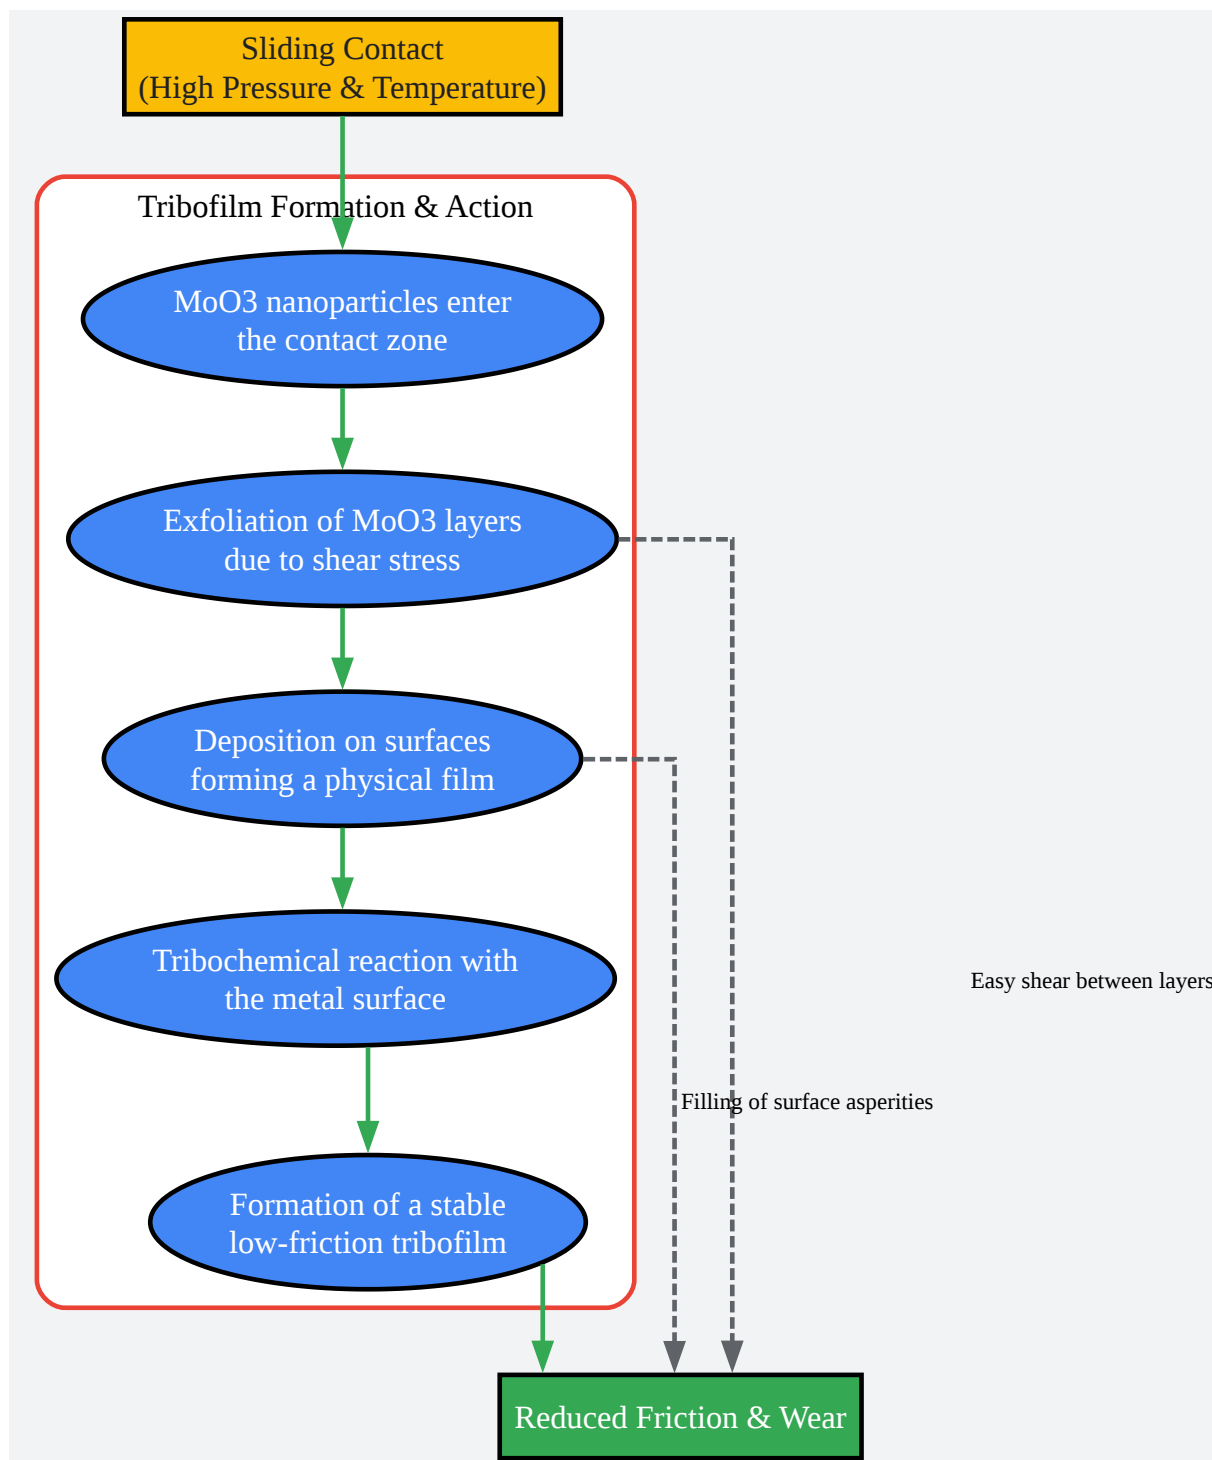 Sliding Contact
(High Pressure & Temperature)
Tribofilm Formation & Action
MoO3 nanoparticles enter
the contact zone
Exfoliation of MoO3 layers
due to shear stress
Deposition on surfaces
forming a physical film
Tribochemical reaction with
the metal surface
Easy shear between layers
Filling of surface asperities
Formation of a stable
low-friction tribofilm
Reduced Friction & Wear